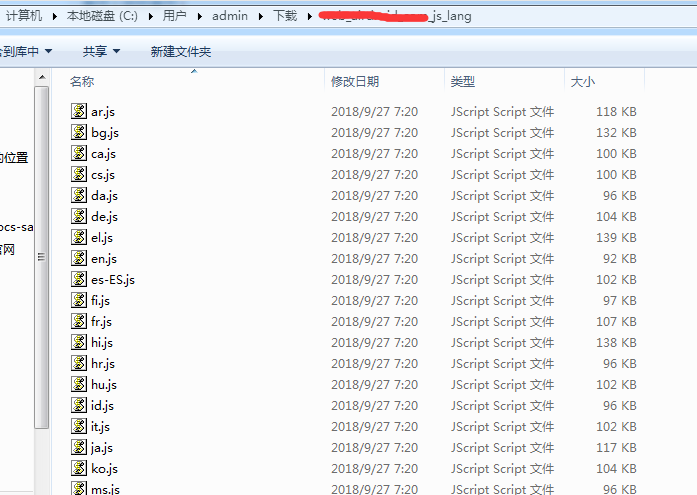 计算机 本地磁盘 (C:) 用户 admin 下载 _js_lang
到库中 共享 新建文件夹
名称 修改日期 类型 大小
ar.js 2018/9/27 7:20 JScript Script 文件 118 KB
bg.js 2018/9/27 7:20 JScript Script 文件 132 KB
的位置 ca.js 2018/9/27 7:20 JScript Script 文件 100 KB
cs.js 2018/9/27 7:20 JScript Script 文件 100 KB
da.js 2018/9/27 7:20 JScript Script 文件 96 KB
de.js 2018/9/27 7:20 JScript Script 文件 104 KB
ocs-sa el.js 2018/9/27 7:20 JScript Script 文件 139 KB
官网 en.js 2018/9/27 7:20 JScript Script 文件 92 KB
es-ES.js 2018/9/27 7:20 JScript Script 文件 102 KB
fi.js 2018/9/27 7:20 JScript Script 文件 97 KB
fr.js 2018/9/27 7:20 JScript Script 文件 107 KB
hi.js 2018/9/27 7:20 JScript Script 文件 138 KB
hr.js 2018/9/27 7:20 JScript Script 文件 96 KB
hu.js 2018/9/27 7:20 JScript Script 文件 102 KB
id.js 2018/9/27 7:20 JScript Script 文件 96 KB
it.js 2018/9/27 7:20 JScript Script 文件 102 KB
ja.js 2018/9/27 7:20 JScript Script 文件 117 KB
ko.js 2018/9/27 7:20 JScript Script 文件 104 KB
ms.js 2018/9/27 7:20 JScript Script 文件 96 KB